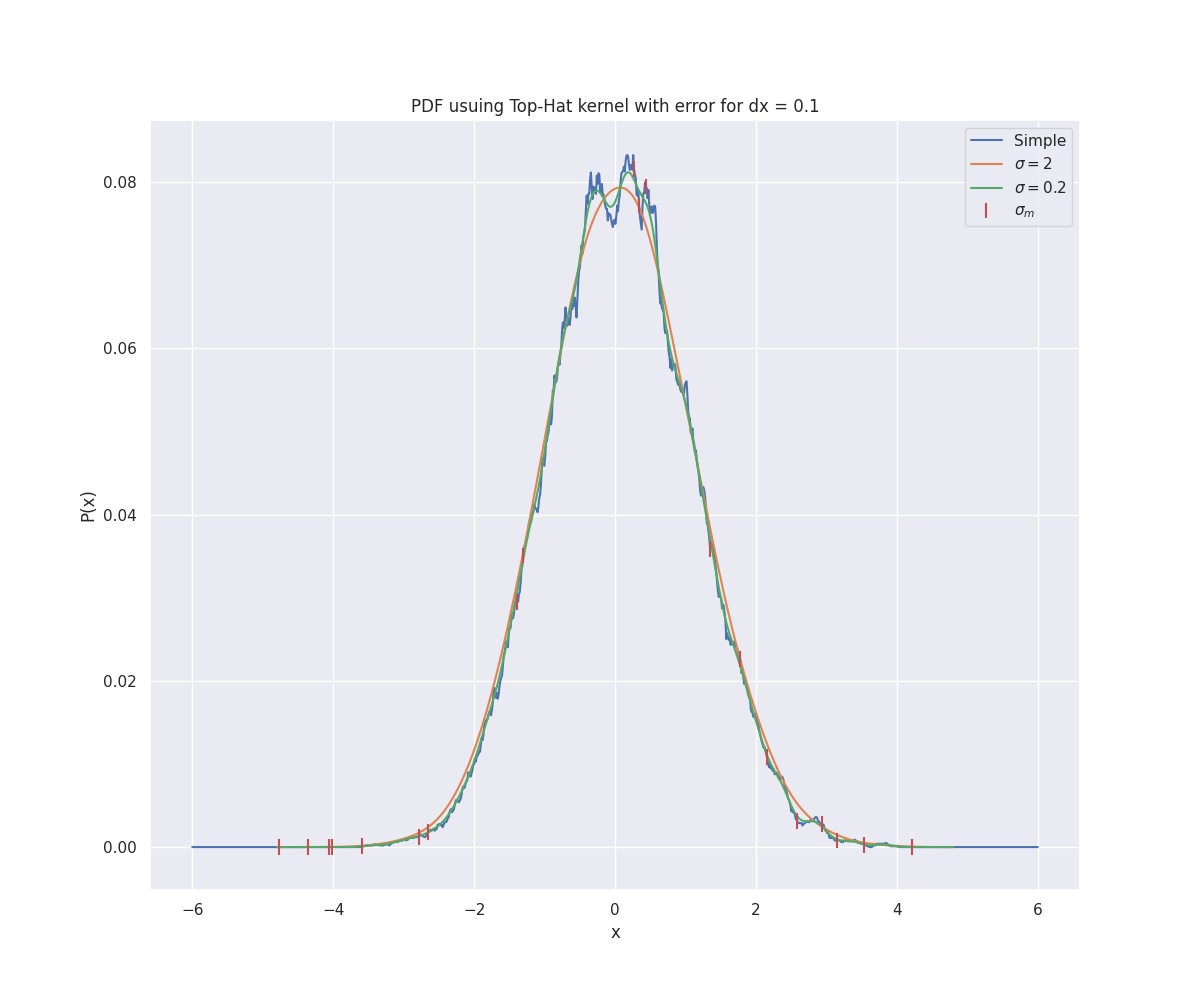 PDF usuing Top-Hat kernel with error for dx = 0.1
Simple
σ = 2
σ = 0.2
σₘ
P(x)
0.08
0.06
0.04
0.02
0.00
−6 −4 −2 0 2 4 6
x